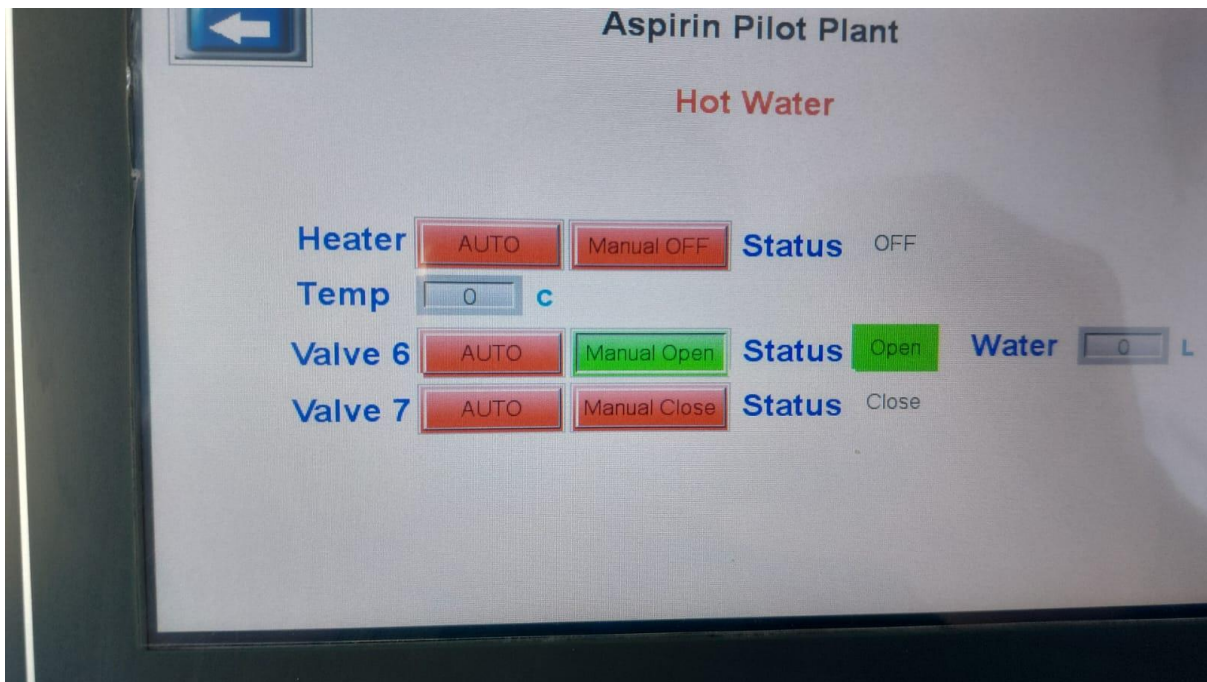 Aspirin Pilot Plant
Hot Water
Heater AUTO Manual OFF Status OFF
Temp 0 C
Valve 6 AUTO Manual Open Status Open Water 0 L
Valve 7 AUTO Manual Close Status Close